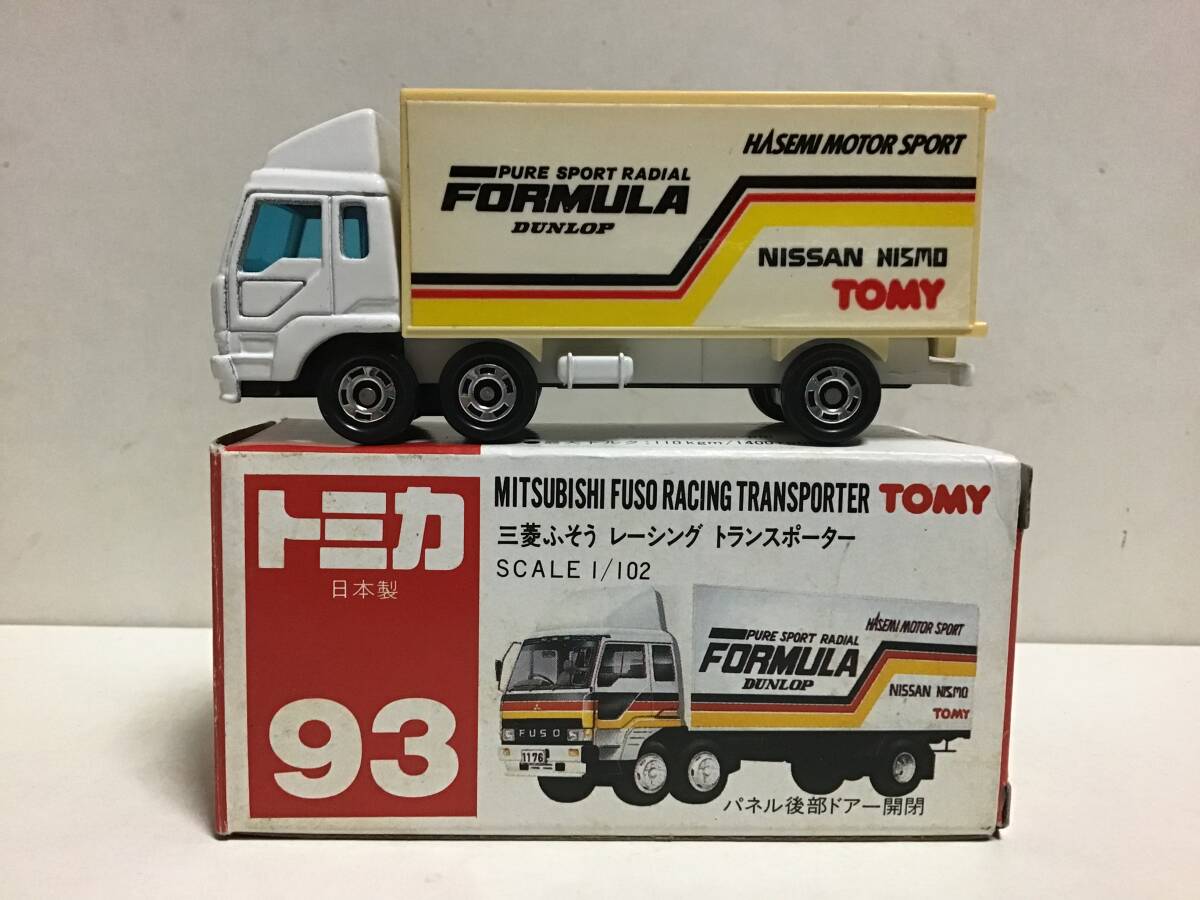 HASEMI MOTOR SPORT
PURE SPORT RADIAL
FORMULA
DUNLOP
NISSAN NISMO
TOMY
110kgm/1400
トミカ
日本製
93
MITSUBISHI FUSO RACING TRANSPORTER TOMY
三菱ふそう レーシング トランスポーター
SCALE 1/102
HASEMI MOTOR SPORT
PURE SPORT RADIAL
FORMULA
DUNLOP
NISSAN NISMO
TOMY
FUSO
1176
パネル後部ドアー開閉